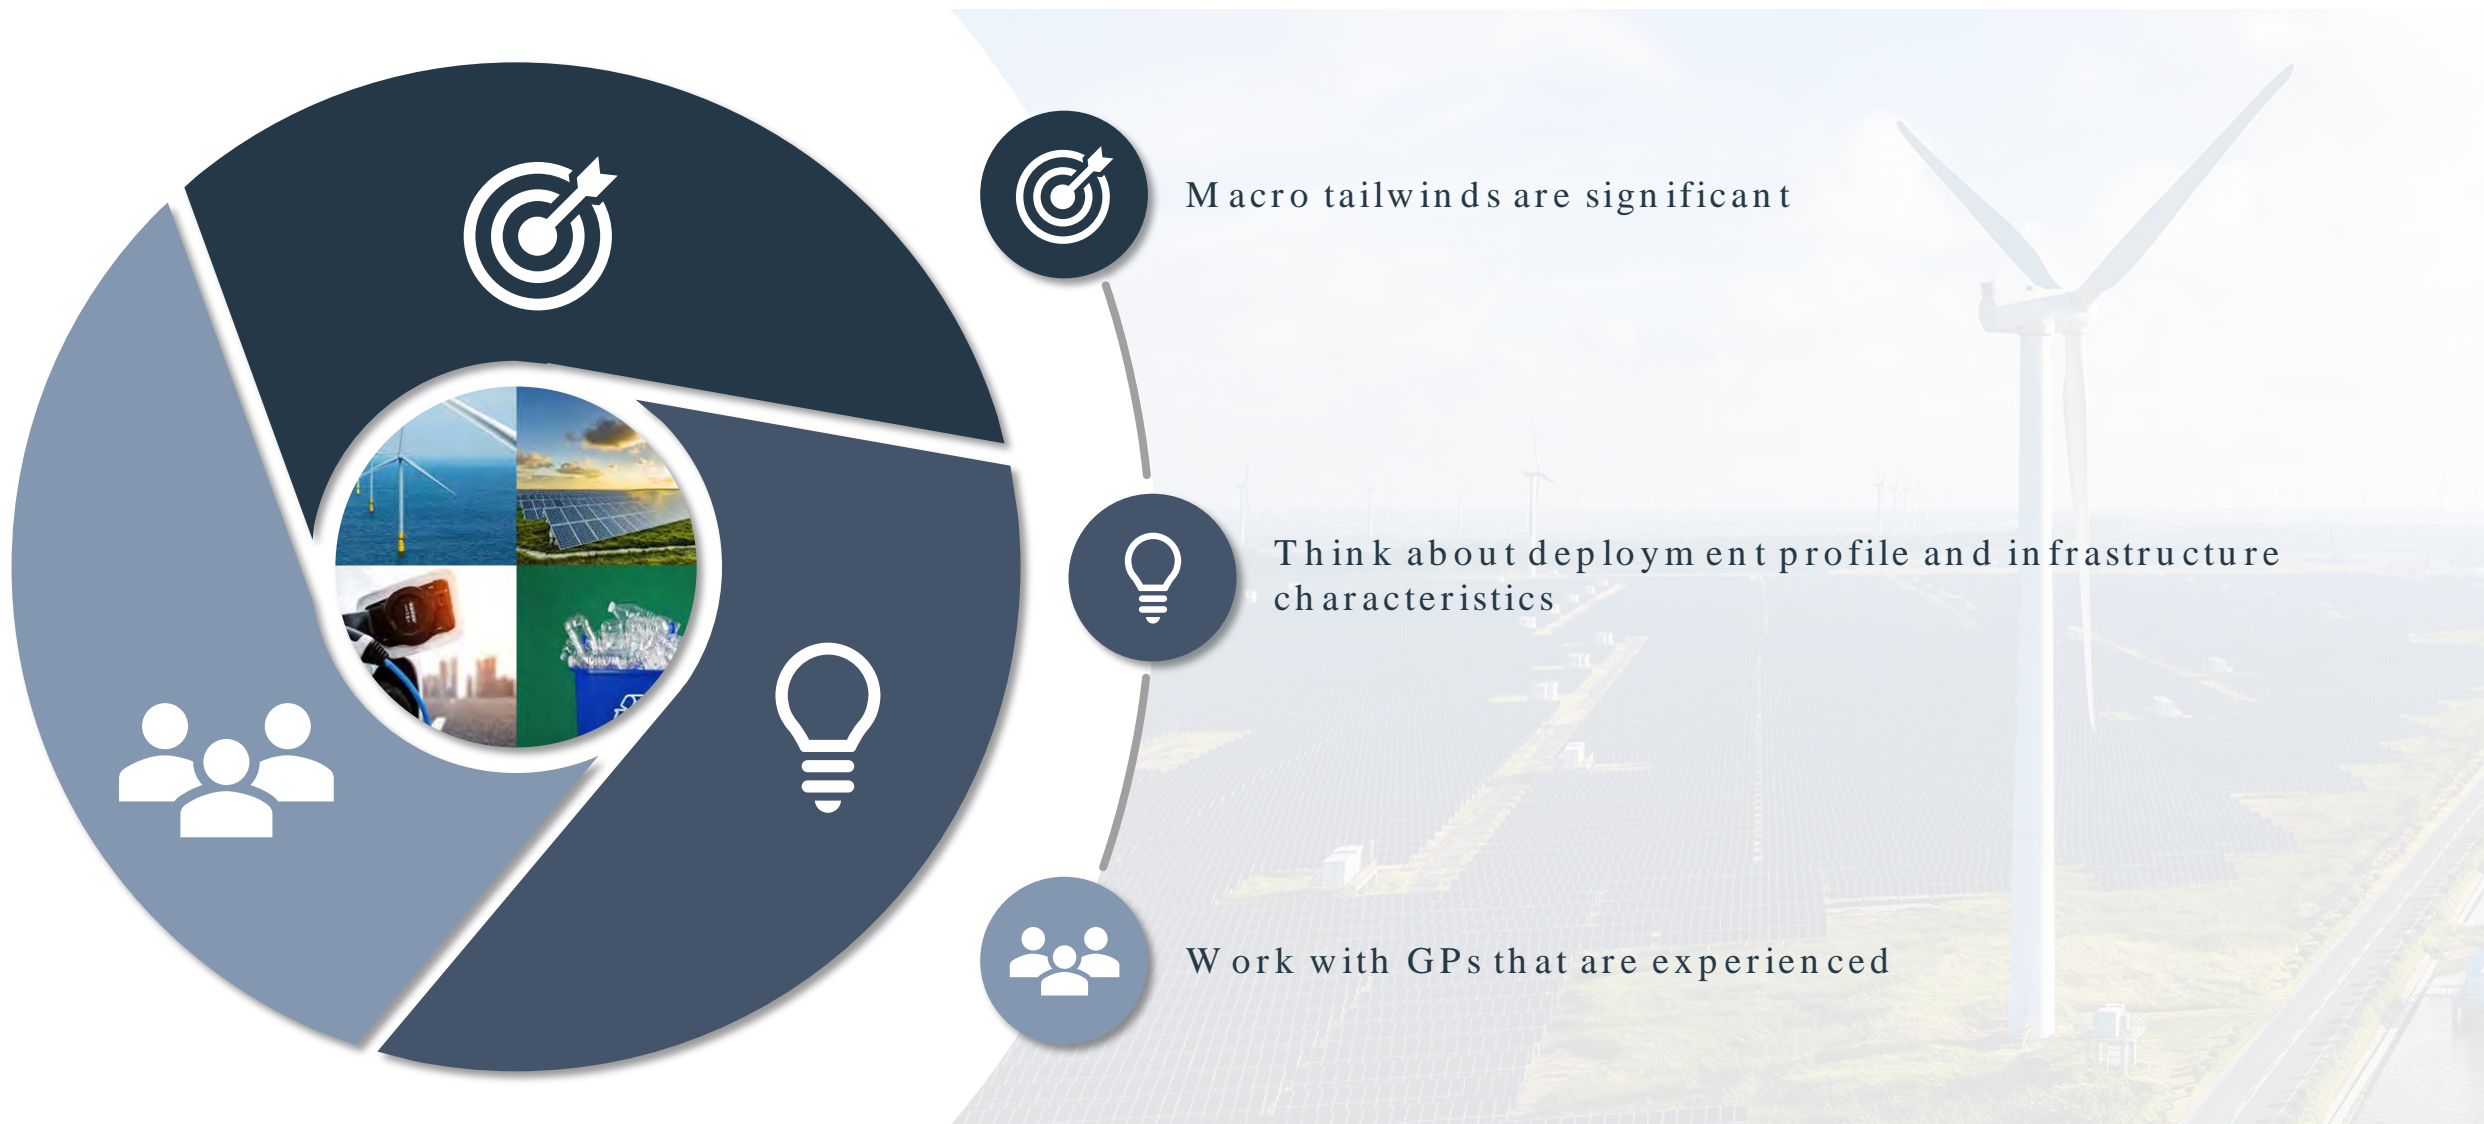 Macro tailwinds are significant
Think about deployment profile and infrastructure
characteristics
Work with GPs that are experienced